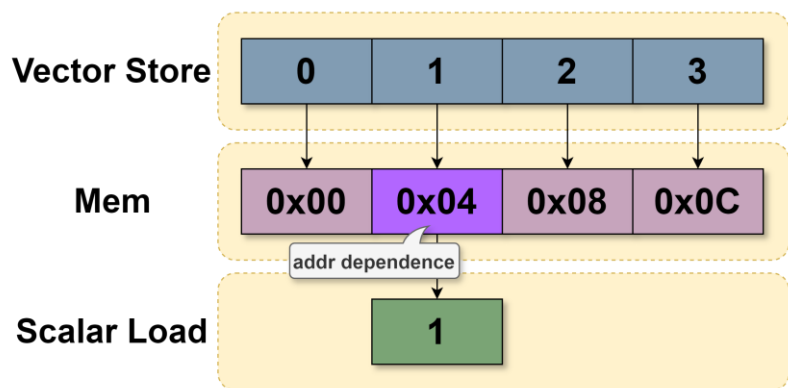 Vector Store 0 1 2 3
Mem 0x00 0x04 0x08 0x0C
addr dependence
Scalar Load 1